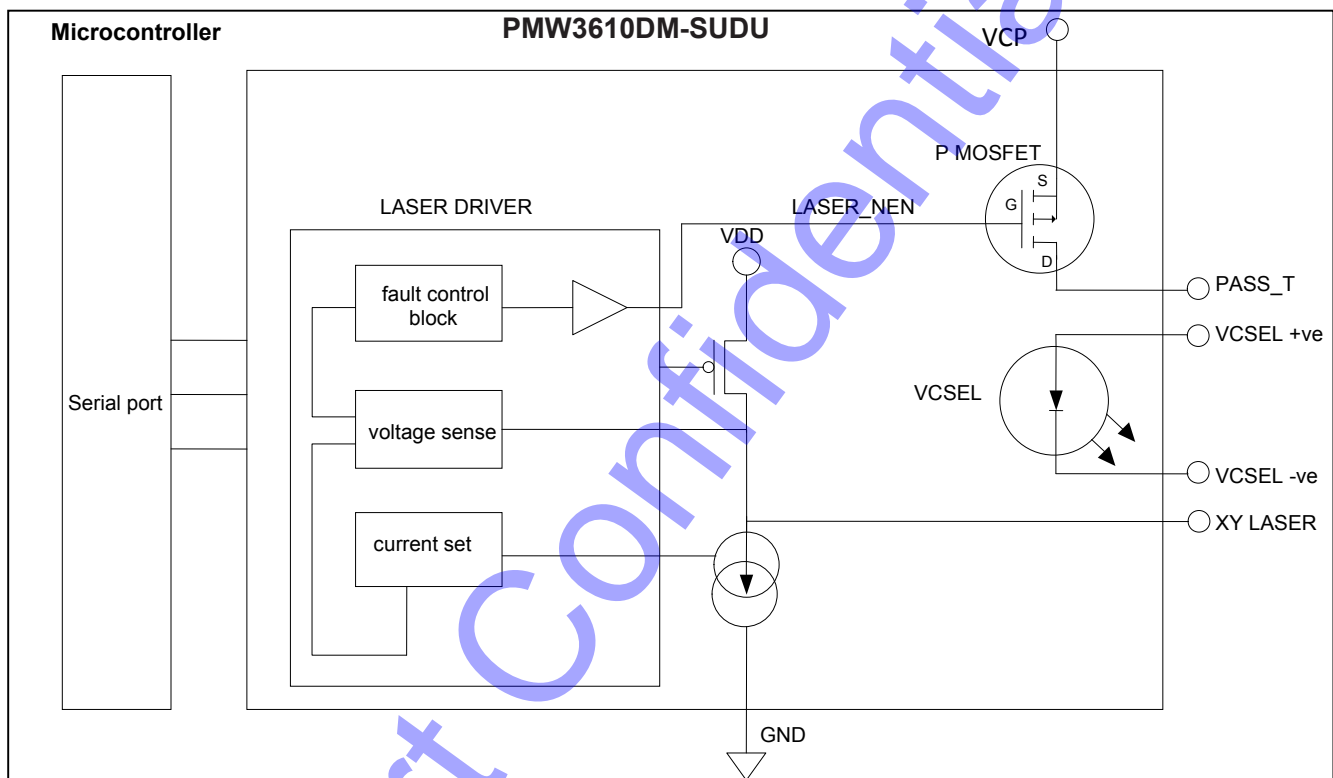 Microcontroller
PMW3610DM-SUDU
VCP
P MOSFET
S
G
D
LASER DRIVER
LASER_NEN
VDD
fault control
block
PASS_T
VCSEL +ve
VCSEL
Serial port
voltage sense
VCSEL -ve
XY LASER
current set
GND
rt Confidential